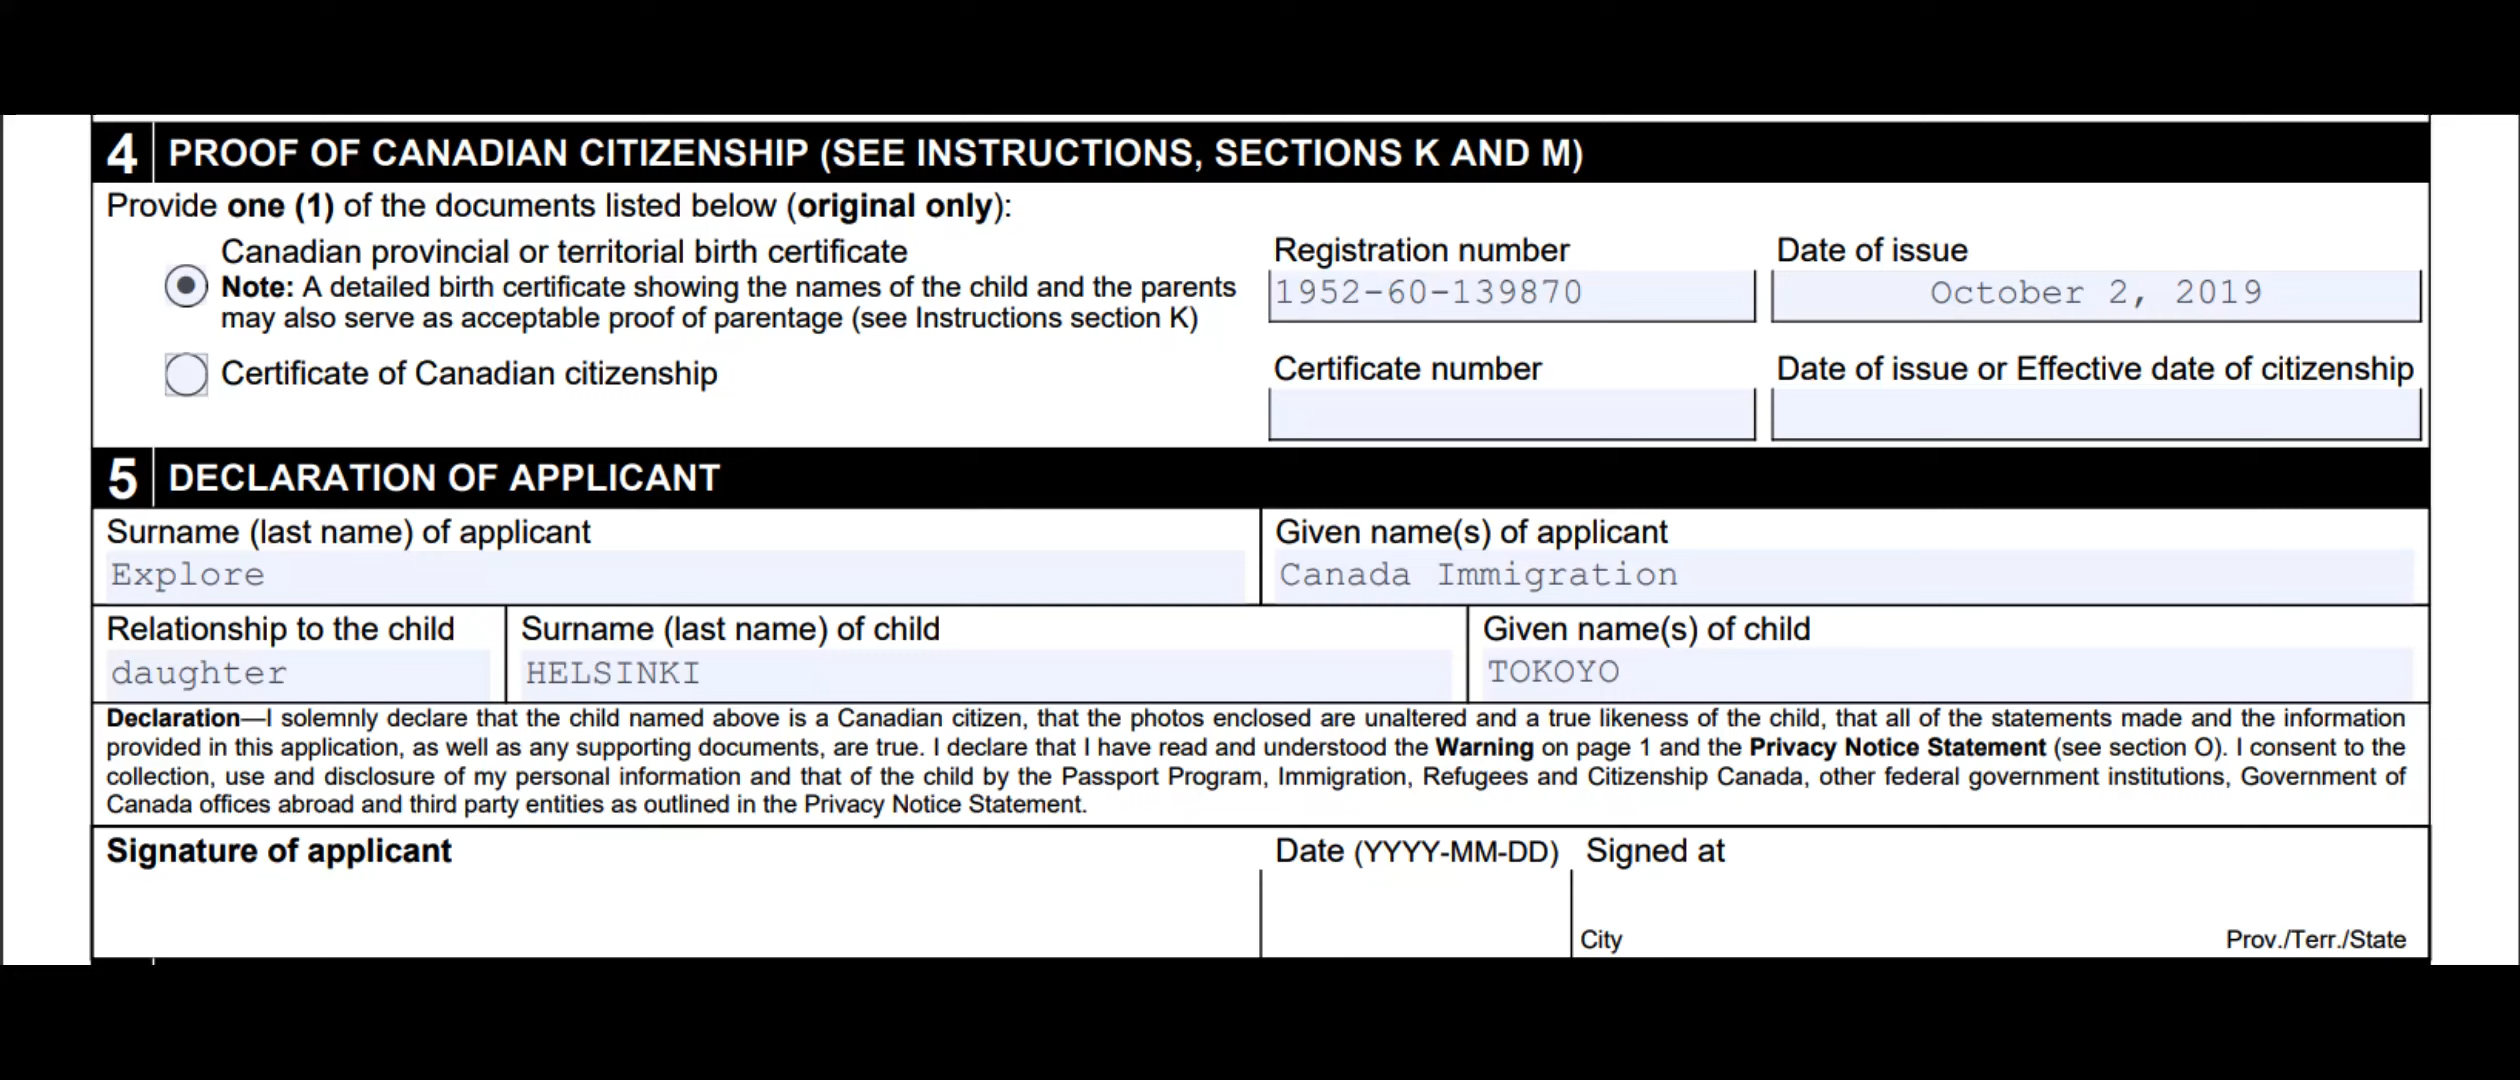 4 PROOF OF CANADIAN CITIZENSHIP (SEE INSTRUCTIONS, SECTIONS K AND M)
Provide one (1) of the documents listed below (original only):
Canadian provincial or territorial birth certificate
Note: A detailed birth certificate showing the names of the child and the parents
may also serve as acceptable proof of parentage (see Instructions section K)
Registration number
1952-60-139870
Date of issue
October 2, 2019
Certificate of Canadian citizenship
Certificate number
Date of issue or Effective date of citizenship
5 DECLARATION OF APPLICANT
Surname (last name) of applicant
Explore
Given name(s) of applicant
Canada Immigration
Relationship to the child
daughter
Surname (last name) of child
HELSINKI
Given name(s) of child
TOKOYO
Declaration—I solemnly declare that the child named above is a Canadian citizen, that the photos enclosed are unaltered and a true likeness of the child, that all of the statements made and the information
provided in this application, as well as any supporting documents, are true. I declare that I have read and understood the Warning on page 1 and the Privacy Notice Statement (see section O). I consent to the
collection, use and disclosure of my personal information and that of the child by the Passport Program, Immigration, Refugees and Citizenship Canada, other federal government institutions, Government of
Canada offices abroad and third party entities as outlined in the Privacy Notice Statement.
Signature of applicant
Date (YYYY-MM-DD)
Signed at
City
Prov./Terr./State